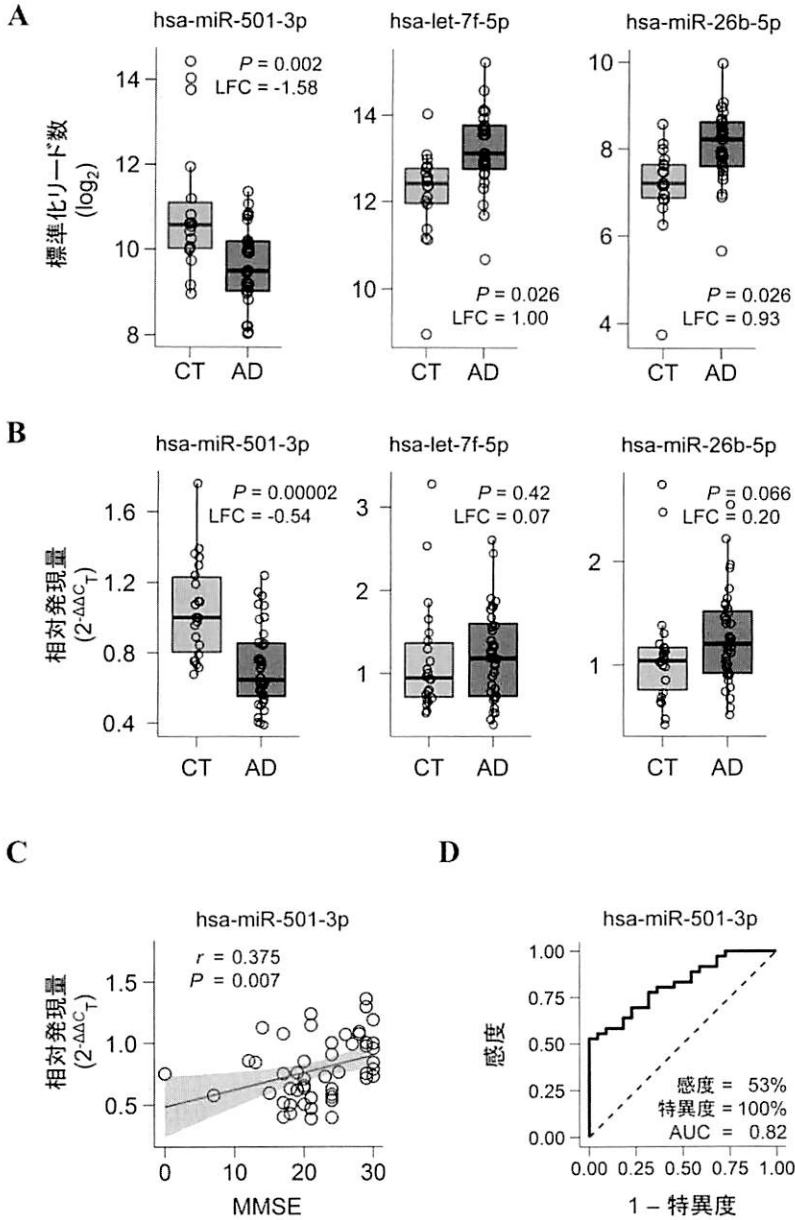 A
hsa-miR-501-3p
hsa-let-7f-5p
hsa-miR-26b-5p
標準化リード数
(log2)
14
12
10
8
P = 0.002
LFC = -1.58
CT
AD
14
12
10
P = 0.026
LFC = 1.00
CT
AD
10
8
6
4
P = 0.026
LFC = 0.93
CT
AD
B
hsa-miR-501-3p
hsa-let-7f-5p
hsa-miR-26b-5p
相対発現量
(2-ΔΔCT)
1.6
1.2
0.8
0.4
P = 0.00002
LFC = -0.54
CT
AD
3
2
1
P = 0.42
LFC = 0.07
CT
AD
2
1
P = 0.066
LFC = 0.20
CT
AD
C
hsa-miR-501-3p
相対発現量
(2-ΔΔCT)
1.5
1.0
0.5
r = 0.375
P = 0.007
0
10
20
30
MMSE
D
hsa-miR-501-3p
感度
1.00
0.75
0.50
0.25
0.00
感度 = 53%
特異度 = 100%
AUC = 0.82
0.00 0.25 0.50 0.75 1.00
1 − 特異度